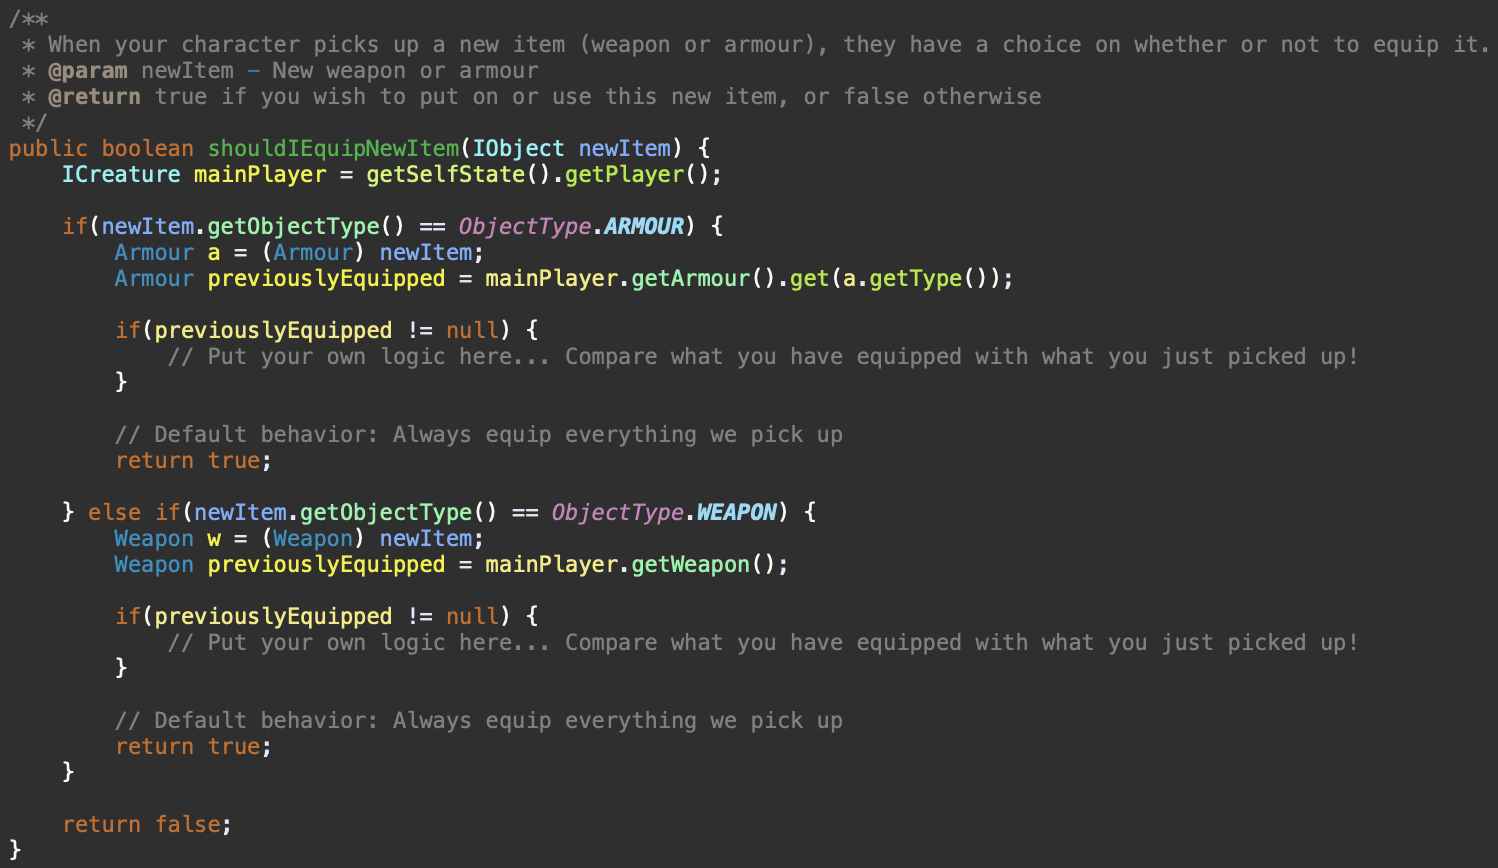 /**
 * When your character picks up a new item (weapon or armour), they have a choice on whether or not to equip it.
 * @param newItem – New weapon or armour
 * @return true if you wish to put on or use this new item, or false otherwise
 */
public boolean shouldIEquipNewItem(IObject newItem) {
    ICreature mainPlayer = getSelfState().getPlayer();

    if(newItem.getObjectType() == ObjectType.ARMOUR) {
        Armour a = (Armour) newItem;
        Armour previouslyEquipped = mainPlayer.getArmour().get(a.getType());

        if(previouslyEquipped != null) {
            // Put your own logic here... Compare what you have equipped with what you just picked up!
        }

        // Default behavior: Always equip everything we pick up
        return true;

    } else if(newItem.getObjectType() == ObjectType.WEAPON) {
        Weapon w = (Weapon) newItem;
        Weapon previouslyEquipped = mainPlayer.getWeapon();

        if(previouslyEquipped != null) {
            // Put your own logic here... Compare what you have equipped with what you just picked up!
        }

        // Default behavior: Always equip everything we pick up
        return true;
    }

    return false;
}